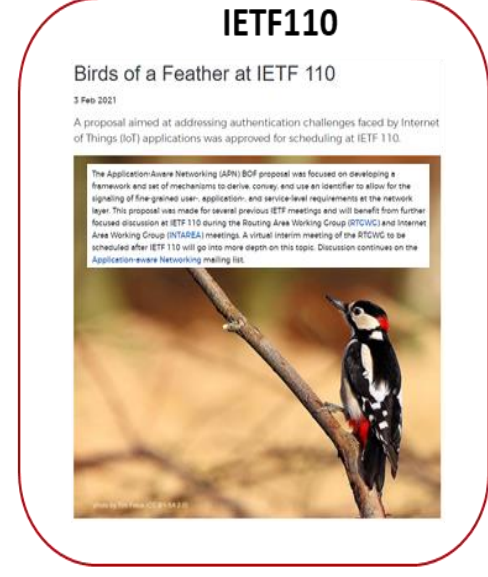 IETF110
Birds of a Feather at IETF 110
3 Feb 2021
A proposal aimed at addressing authentication challenges faced by Internet
of Things (IoT) applications was approved for scheduling at IETF 110.
The Application-Aware Networking (APN) BOF proposal was focused on developing a
framework and set of mechanisms to derive, convey, and use an identifier to allow for the
signaling of fine-grained user-, application-, and service-level requirements at the network
layer. This proposal was made for several previous IETF meetings and will benefit from further
focused discussion at IETF 110 during the Routing Area Working Group (RTGWG) and Internet
Area Working Group (INTAREA) meetings. A virtual interim meeting of the RTGWG to be
scheduled after IETF 110 will go into more depth on this topic. Discussion continues on the
Application-aware Networking mailing list.